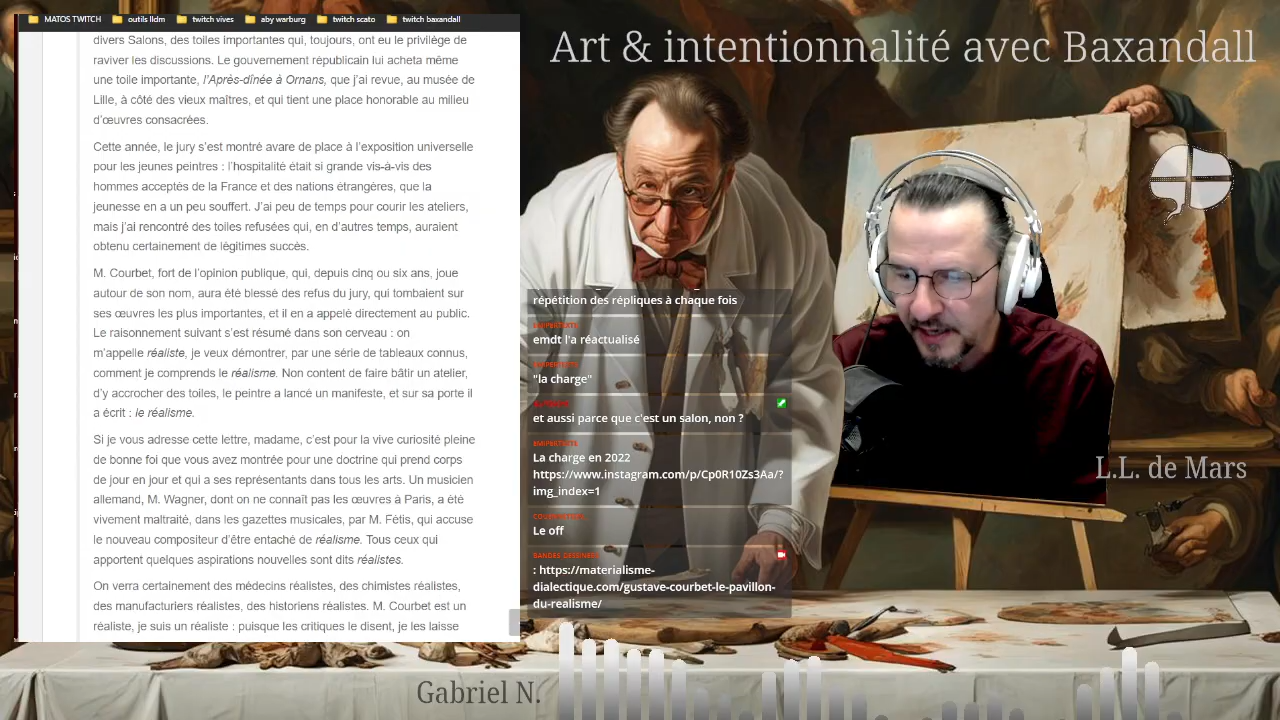 MATOS TWITCH
outils lldm
twitch vives
aby warburg
twitch scato
twitch baxandall
divers Salons, des toiles importantes qui, toujours, ont eu le privilège de
raviver les discussions. Le gouvernement républicain lui acheta même
une toile importante, l’Après-dînée à Ornans, que j’ai revue, au musée de
Lille, à côté des vieux maîtres, et qui tient une place honorable au milieu
d’œuvres consacrées.
Cette année, le jury s’est montré avare de place à l’exposition universelle
pour les jeunes peintres : l’hospitalité était si grande vis-à-vis des
hommes acceptés de la France et des nations étrangères, que la
jeunesse en a un peu souffert. J’ai peu de temps pour courir les ateliers,
mais j’ai rencontré des toiles refusées qui, en d’autres temps, auraient
obtenu certainement de légitimes succès.
M. Courbet, fort de l’opinion publique, qui, depuis cinq ou six ans, joue
autour de son nom, aura été blessé des refus du jury, qui tombaient sur
ses œuvres les plus importantes, et il en a appelé directement au public.
Le raisonnement suivant s’est résumé dans son cerveau : on
m’appelle réaliste, je veux démontrer, par une série de tableaux connus,
comment je comprends le réalisme. Non content de faire bâtir un atelier,
d’y accrocher des toiles, le peintre a lancé un manifeste, et sur sa porte il
a écrit : le réalisme.
Si je vous adresse cette lettre, madame, c’est pour la vive curiosité pleine
de bonne foi que vous avez montrée pour une doctrine qui prend corps
de jour en jour et qui a ses représentants dans tous les arts. Un musicien
allemand, M. Wagner, dont on ne connaît pas les œuvres à Paris, a été
vivement maltraité, dans les gazettes musicales, par M. Fétis, qui accuse
le nouveau compositeur d’être entaché de réalisme. Tous ceux qui
apportent quelques aspirations nouvelles sont dits réalistes.
On verra certainement des médecins réalistes, des chimistes réalistes,
des manufacturiers réalistes, des historiens réalistes. M. Courbet est un
réaliste, je suis un réaliste : puisque les critiques le disent, je les laisse
Art & intentionnalité avec Baxandall
répétition des répliques à chaque fois
emdt l'a réactualisé
"la charge"
et aussi parce que c'est un salon, non ?
La charge en 2022
https://www.instagram.com/p/Cp0R10Zs3Aa/?
img_index=1
Le off
BANDES DESSINÉES
: https://materialisme-
dialectique.com/gustave-courbet-le-pavillon-
du-realisme/
L.L. de Mars
Gabriel N.